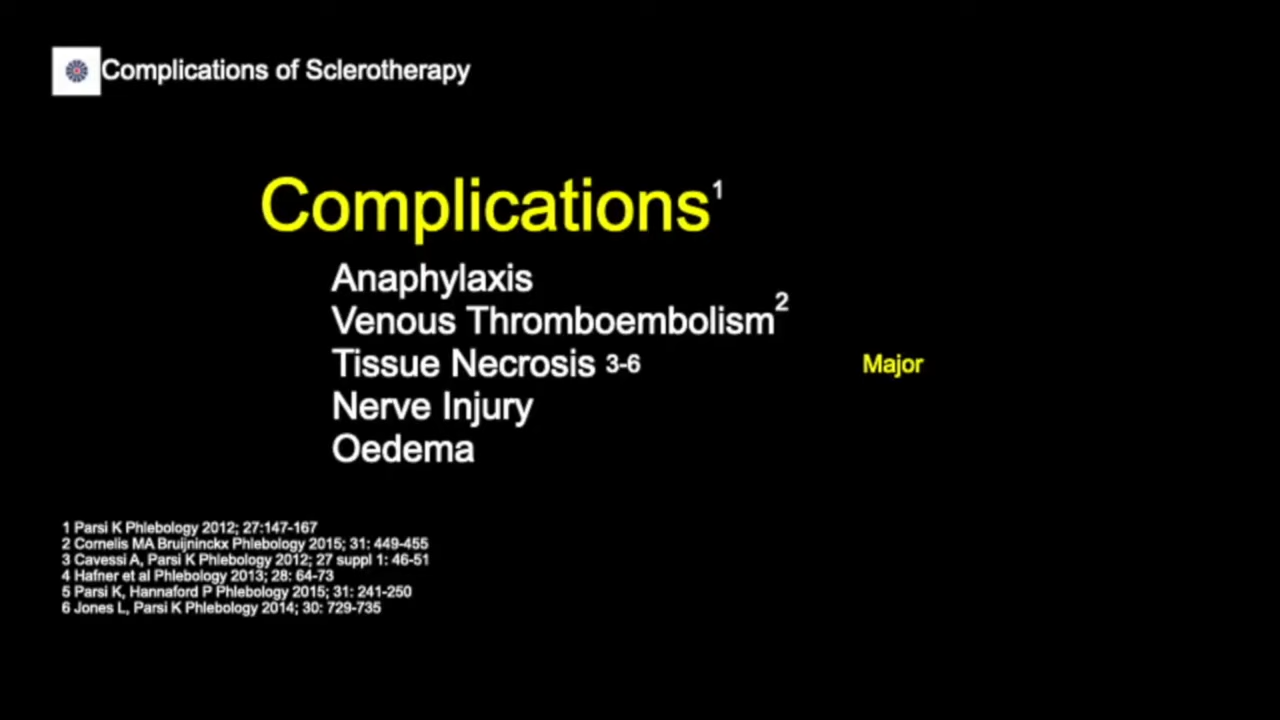 Complications of Sclerotherapy
Complications1
Anaphylaxis
Venous Thromboembolism2
Tissue Necrosis 3-6
Major
Nerve Injury
Oedema
1 Parsi K Phlebology 2012; 27:147-167
2 Cornelis MA Bruijninckx Phlebology 2015; 31: 449-455
3 Cavessi A, Parsi K Phlebology 2012; 27 suppl 1: 46-51
4 Hafner et al Phlebology 2013; 28: 64-73
5 Parsi K, Hannaford P Phlebology 2015; 31: 241-250
6 Jones L, Parsi K Phlebology 2014; 30: 729-735